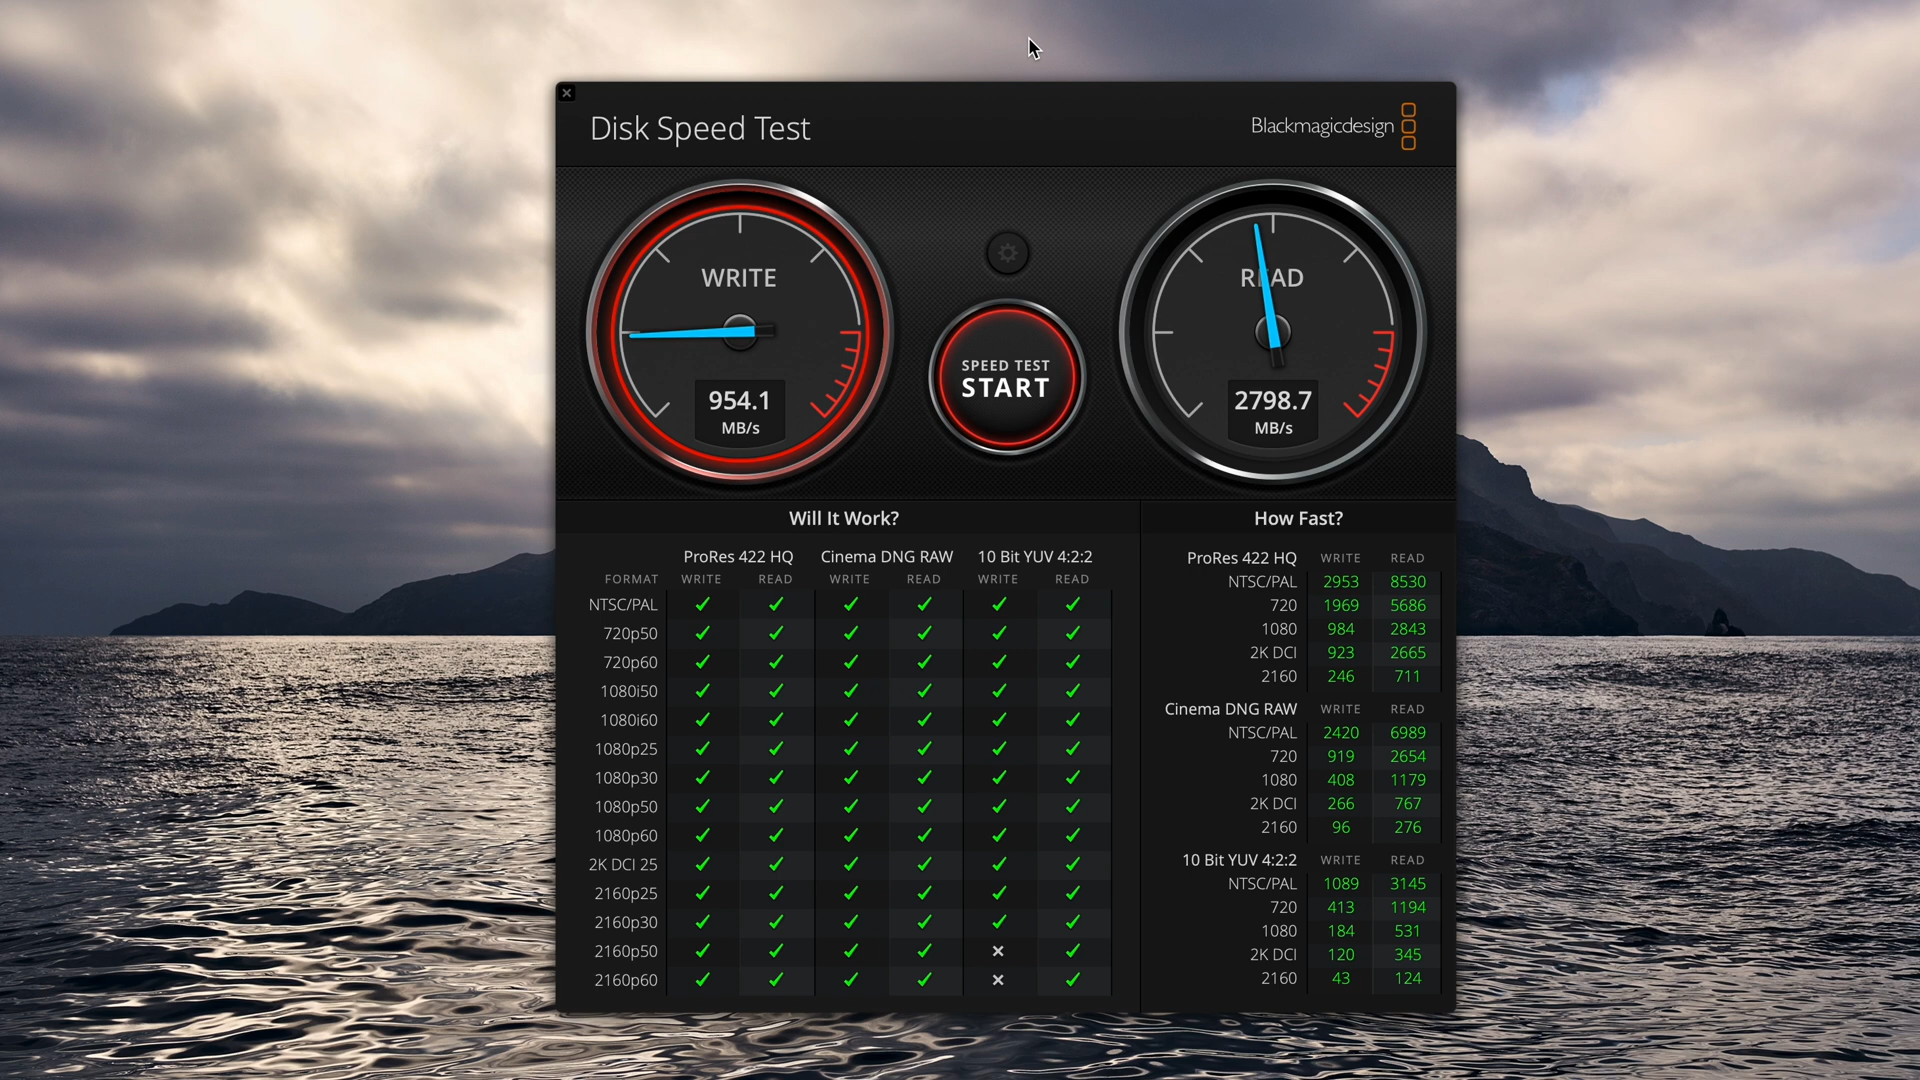 Disk Speed Test
Blackmagicdesign
WRITE
954.1
MB/s
SPEED TEST
START
READ
2798.7
MB/s
Will It Work?
ProRes 422 HQ Cinema DNG RAW 10 Bit YUV 4:2:2
FORMAT WRITE READ WRITE READ WRITE READ
NTSC/PAL ✓ ✓ ✓ ✓ ✓ ✓
720p50 ✓ ✓ ✓ ✓ ✓ ✓
720p60 ✓ ✓ ✓ ✓ ✓ ✓
1080i50 ✓ ✓ ✓ ✓ ✓ ✓
1080i60 ✓ ✓ ✓ ✓ ✓ ✓
1080p25 ✓ ✓ ✓ ✓ ✓ ✓
1080p30 ✓ ✓ ✓ ✓ ✓ ✓
1080p50 ✓ ✓ ✓ ✓ ✓ ✓
1080p60 ✓ ✓ ✓ ✓ ✓ ✓
2K DCI 25 ✓ ✓ ✓ ✓ ✓ ✓
2160p25 ✓ ✓ ✓ ✓ ✓ ✓
2160p30 ✓ ✓ ✓ ✓ ✓ ✓
2160p50 ✓ ✓ ✓ ✓ ✕ ✓
2160p60 ✓ ✓ ✓ ✓ ✕ ✓
How Fast?
ProRes 422 HQ WRITE READ
NTSC/PAL 2953 8530
720 1969 5686
1080 984 2843
2K DCI 923 2665
2160 246 711
Cinema DNG RAW WRITE READ
NTSC/PAL 2420 6989
720 919 2654
1080 408 1179
2K DCI 266 767
2160 96 276
10 Bit YUV 4:2:2 WRITE READ
NTSC/PAL 1089 3145
720 413 1194
1080 184 531
2K DCI 120 345
2160 43 124